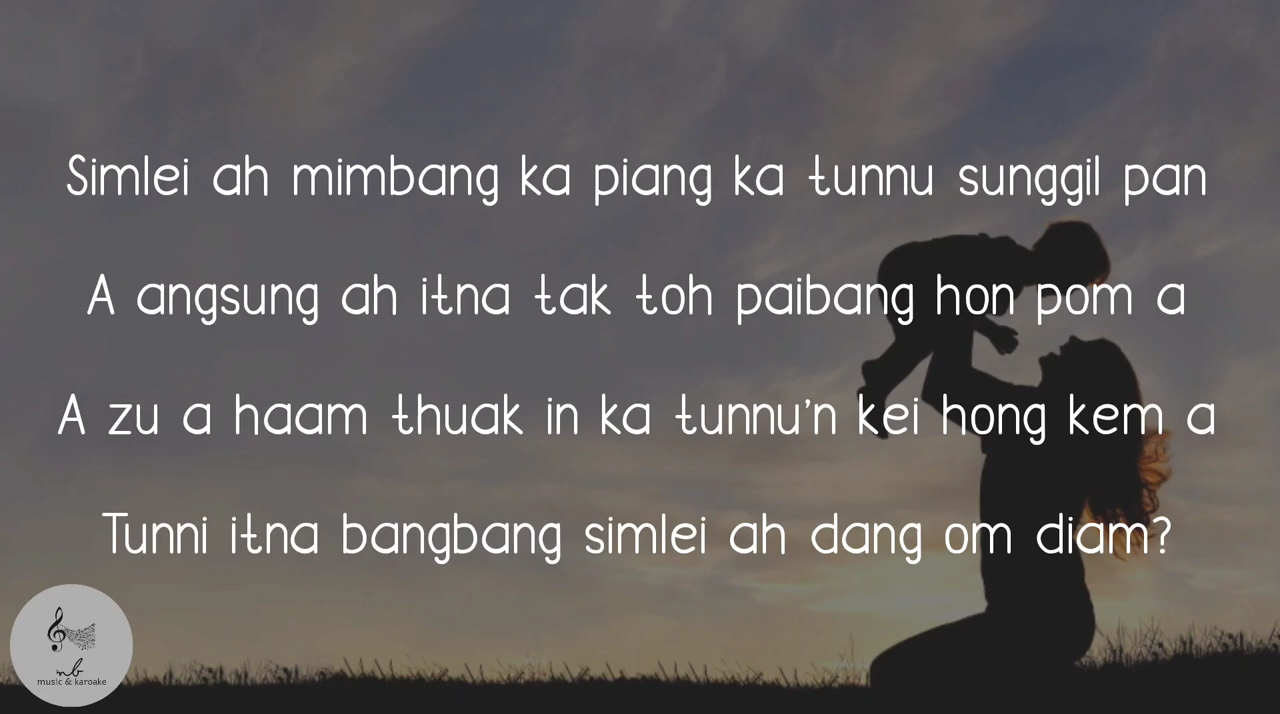 Simlei ah mimbang ka piang ka tunnu sunggil pan
A angsung ah itna tak toh paibang hon pom a
A zu a haam thuak in ka tunnu'n kei hong kem a
Tunni itna bangbang simlei ah dang om diam?
nb
music & karoake